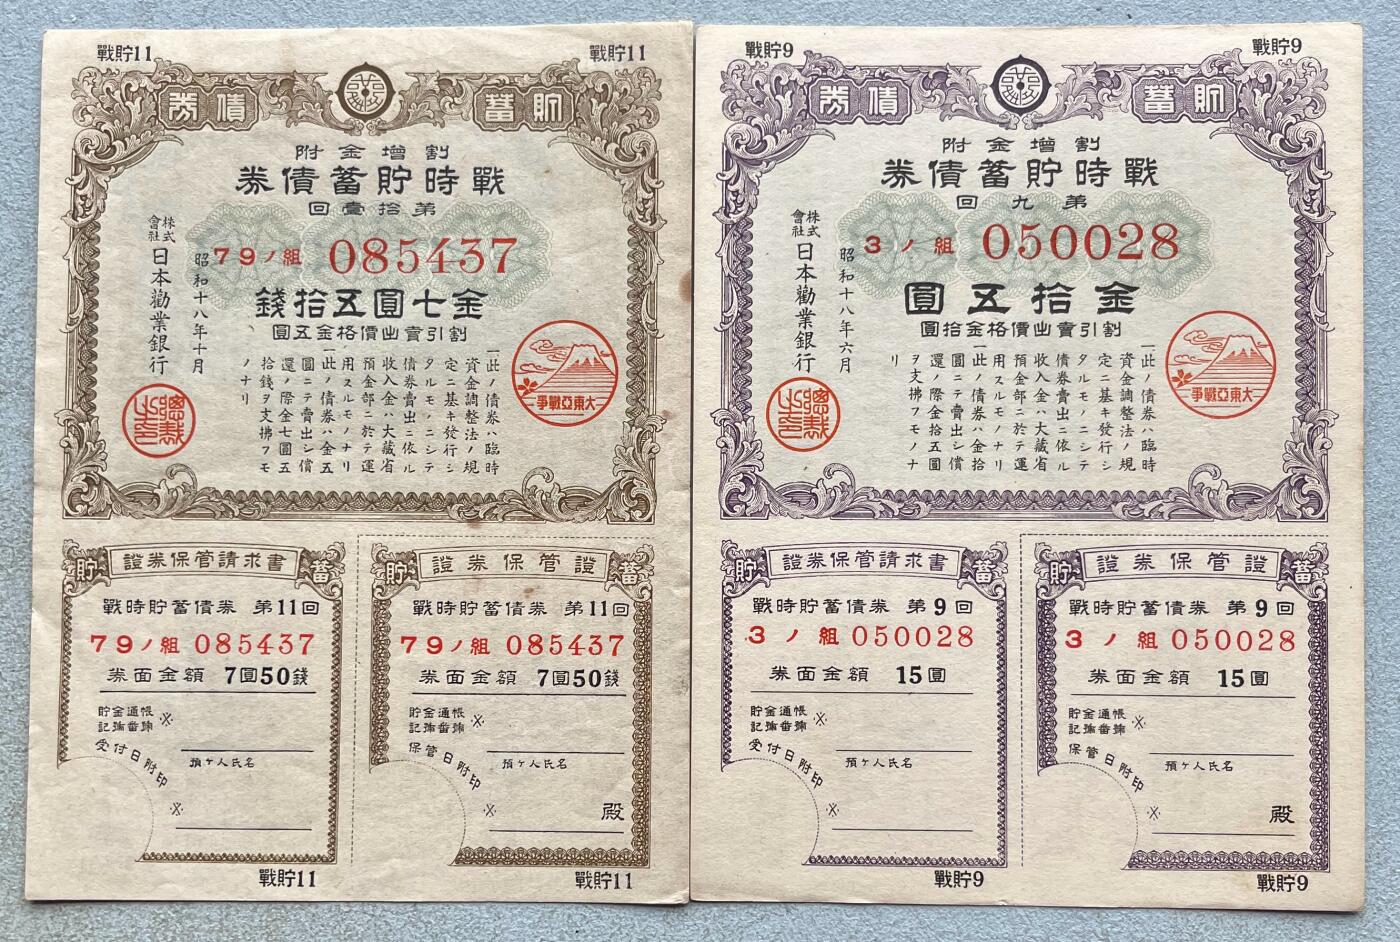 戰貯11
戰貯11
券債
蓄貯
附金增割
券債蓄貯時戰
回壹拾第
79ノ組 085437
錢拾五圓七金
圓五金格價出賣引割
昭和十八年十月
株式會社
日本勸業銀行
總裁之印
大東亞戰爭
一此ノ債券ハ臨時
資金調整法ノ規
定ニ基キ發行シ
タルモノニシテ
債券賣出ニ依ル
收入金ハ大藏省
預金部ニ於テ運
用スルモノナリ
一此ノ債券ハ金五
圓ニテ賣出シ償
還ノ際金七圓五
拾錢ヲ支拂フモ
ノナリ
貯
證券保管請求書
蓄
戰時貯蓄債券 第11回
79ノ組 085437
券面金額 7圓50錢
貯金通帳
記號番號
※
受付日附印
預ケ人氏名
※
戰貯11
貯
證券保管證
蓄
戰時貯蓄債券 第11回
79ノ組 085437
券面金額 7圓50錢
貯金通帳
記號番號
※
保管日附印
預ケ人氏名
※
殿
戰貯11
戰貯9
戰貯9
券債
蓄貯
附金增割
券債蓄貯時戰
回九第
3ノ組 050028
圓五拾金
圓拾金格價出賣引割
昭和十八年六月
株式會社
日本勸業銀行
總裁之印
大東亞戰爭
一此ノ債券ハ臨時
資金調整法ノ規
定ニ基キ發行シ
タルモノニシテ
債券賣出ニ依ル
收入金ハ大藏省
預金部ニ於テ運
用スルモノナリ
一此ノ債券ハ金拾
圓ニテ賣出シ償
還ノ際金拾五圓
ヲ支拂フモノナ
リ
貯
證券保管請求書
蓄
戰時貯蓄債券 第9回
3ノ組 050028
券面金額 15圓
貯金通帳
記號番號
※
受付日附印
預ケ人氏名
※
戰貯9
貯
證券保管證
蓄
戰時貯蓄債券 第9回
3ノ組 050028
券面金額 15圓
貯金通帳
記號番號
※
保管日附印
預ケ人氏名
※
殿
戰貯9